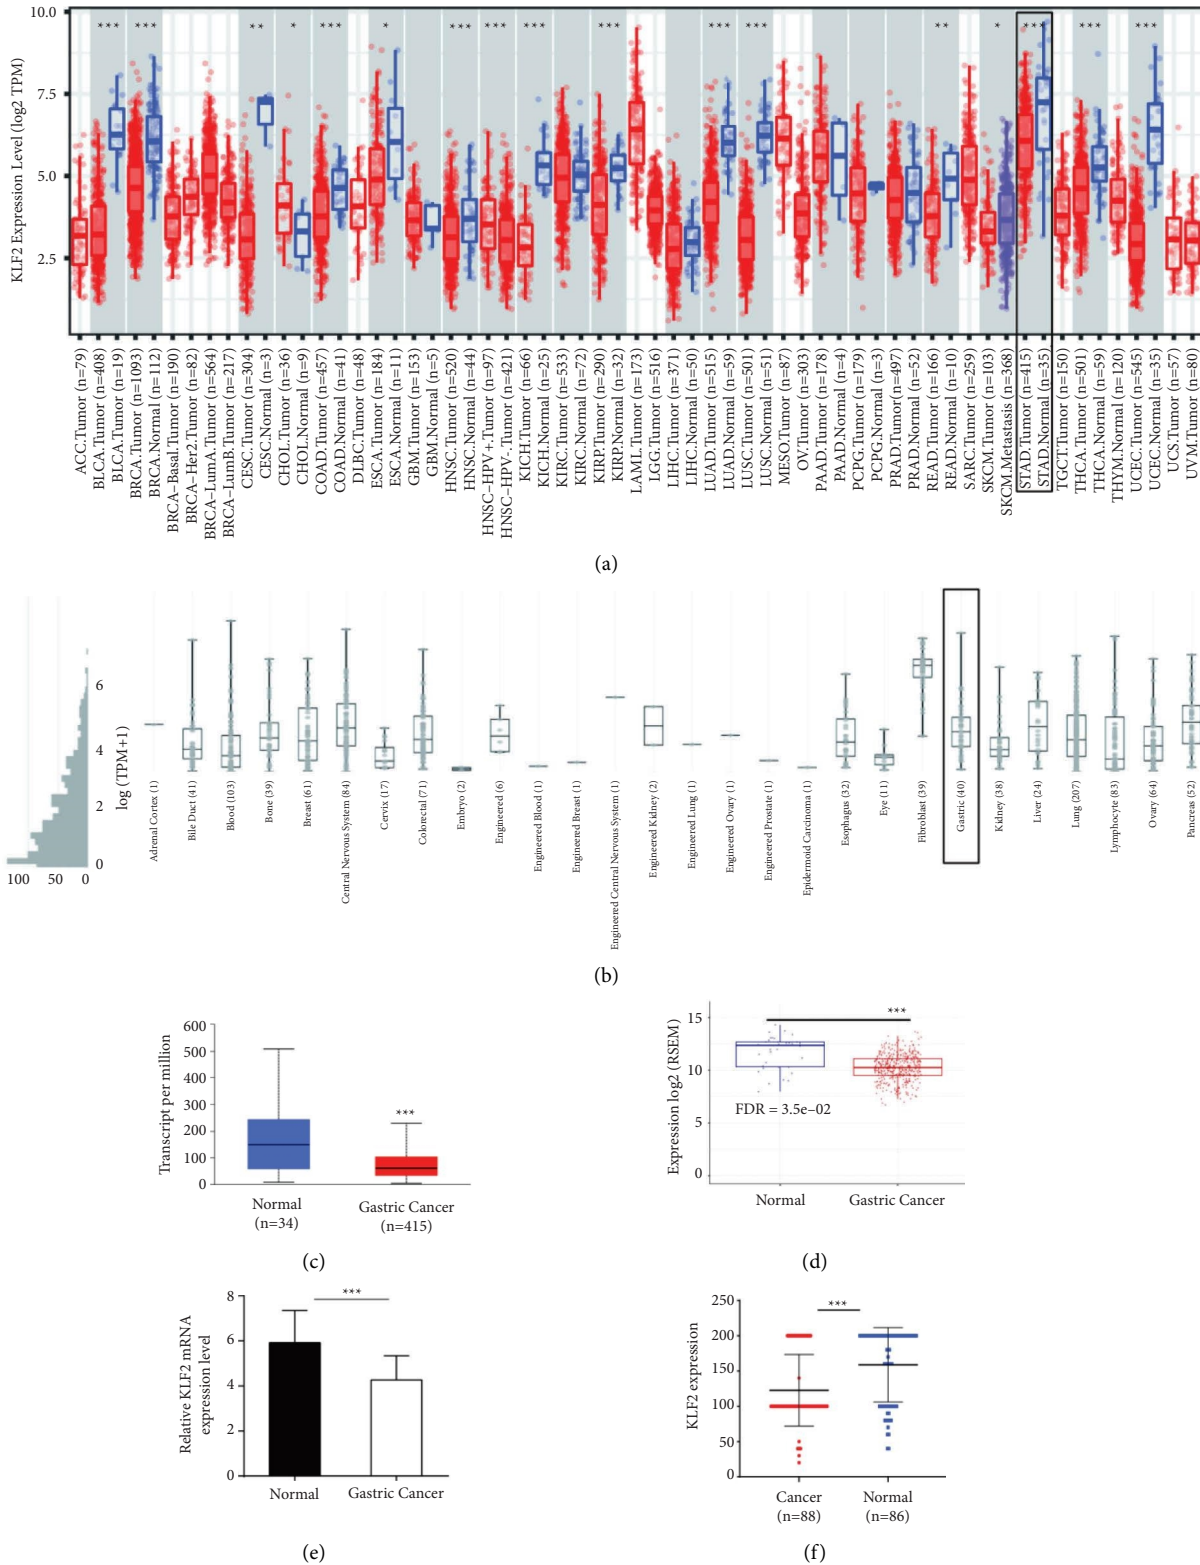 10.0
7.5
5.0
2.5
KLF2 Expression Level (log2 TPM)
*** *** ** * *** * *** *** *** *** *** *** ** * *** *** ***
ACC.Tumor (n=79)
BLCA.Tumor (n=408)
BLCA.Tumor (n=19)
BRCA.Tumor (n=1093)
BRCA.Normal (n=112)
BRCA-Basal.Tumor (n=190)
BRCA-Her2.Tumor (n=82)
BRCA-LumA.Tumor (n=564)
BRCA-LumB.Tumor (n=217)
CESC.Tumor (n=304)
CESC.Normal (n=3)
CHOL.Tumor (n=36)
CHOL.Normal (n=9)
COAD.Tumor (n=457)
COAD.Normal (n=41)
DLBC.Tumor (n=48)
ESCA.Tumor (n=184)
ESCA.Normal (n=11)
GBM.Tumor (n=153)
GBM.Normal (n=5)
HNSC.Tumor (n=520)
HNSC.Normal (n=44)
HNSC-HPV+.Tumor (n=97)
HNSC-HPV-.Tumor (n=421)
KICH.Tumor (n=66)
KICH.Normal (n=25)
KIRC.Tumor (n=533)
KIRC.Normal (n=72)
KIRP.Tumor (n=290)
KIRP.Normal (n=32)
LAML.Tumor (n=173)
LGG.Tumor (n=516)
LIHC.Tumor (n=371)
LIHC.Normal (n=50)
LUAD.Tumor (n=515)
LUAD.Normal (n=59)
LUSC.Tumor (n=501)
LUSC.Normal (n=51)
MESO.Tumor (n=87)
OV.Tumor (n=303)
PAAD.Tumor (n=178)
PAAD.Normal (n=4)
PCPG.Tumor (n=179)
PCPG.Normal (n=3)
PRAD.Tumor(n=497)
PRAD.Tumor (n=52)
READ.Tumor (n=166)
READ.Normal (n=10)
SARC.Tumor (n=259)
SKCM.Tumor (n=103)
SKCM.Metastasis (n=368)
STAD.Tumor (n=415)
STAD.Normal (n=35)
TGCT.Tumor (n=150)
THCA.Tumor (n=501)
THCA.Normal (n=59)
THYM.Normal (n=120)
UCEC.Tumor (n=545)
UCEC.Normal (n=35)
UCS.Tumor (n=57)
UVM.Tumor (n=80)
(a)
6
4
2
0
log (TPM+1)
100 50 0
Adrenal Cortex (1)
Bile Duct (41)
Blood (103)
Bone (39)
Breast (61)
Central Nervous System (84)
Cervix (17)
Colorectal (71)
Embryo (2)
Engineered (6)
Engineered Blood (1)
Engineered Breast (1)
Engineered Central Nervous System (1)
Engineered Kidney (2)
Engineered Lung (1)
Engineered Ovary (1)
Engineered Prostate (1)
Epidermoid Carcinoma (1)
Esophagus (32)
Eye (11)
Fibroblast (39)
Gastric (40)
Kidney (38)
Liver (24)
Lung (207)
Lymphocyte (83)
Ovary (64)
Pancreas (52)
(b)
600
500
400
300
200
100
0
Transcript per million
***
Normal
(n=34)
Gastric Cancer
(n=415)
(c)
15
10
5
0
Expression log2 (RSEM)
***
FDR = 3.5e-02
Normal
Gastric Cancer
(d)
8
6
4
2
0
Relative KLF2 mRNA
expression level
***
Normal
Gastric Cancer
(e)
250
200
150
100
50
0
KLF2 expression
***
Cancer
(n=88)
Normal
(n=86)
(f)